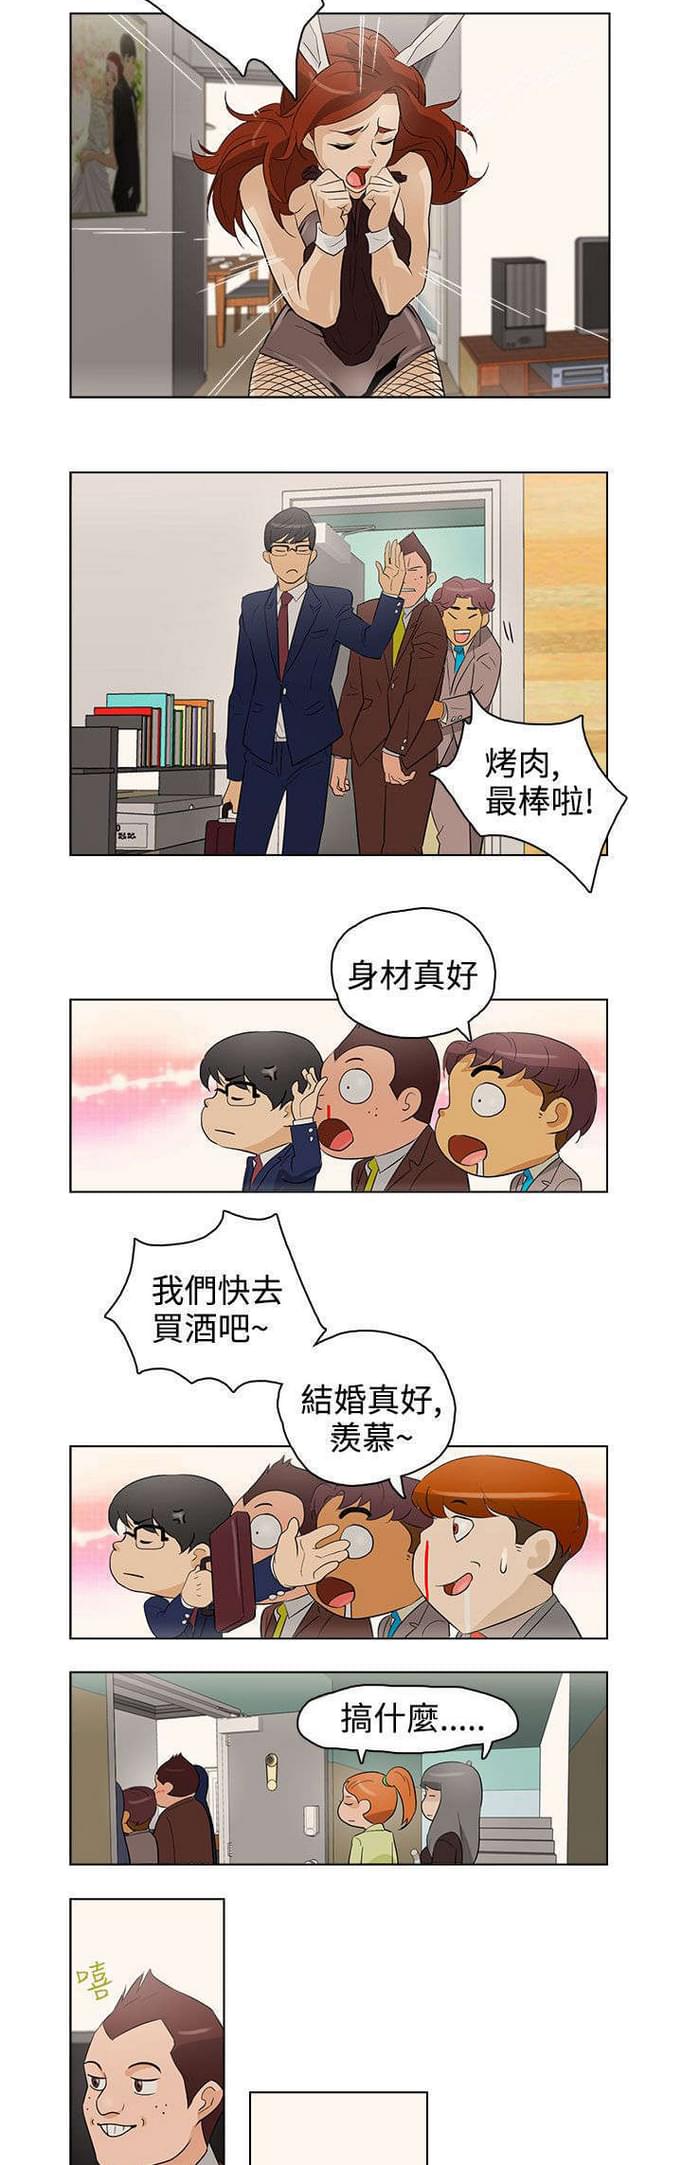 烤肉,
最棒啦!
身材真好
我們快去
買酒吧~
結婚真好,
羨慕~
搞什麼.....
嘻